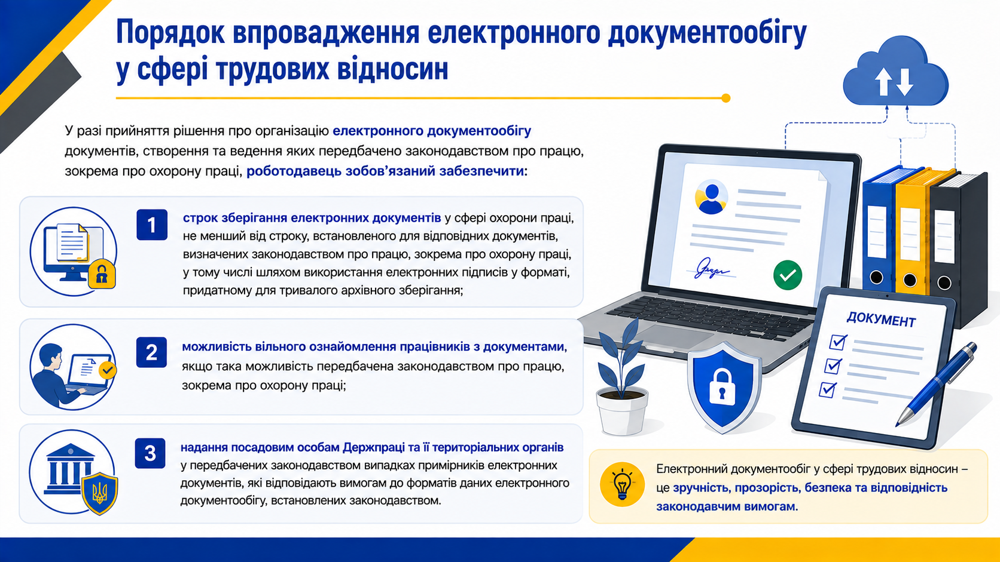 Порядок впровадження електронного документообігу
у сфері трудових відносин
У разі прийняття рішення про організацію електронного документообігу
документів, створення та ведення яких передбачено законодавством про працю,
зокрема про охорону праці, роботодавець зобов’язаний забезпечити:
1
строк зберігання електронних документів у сфері охорони праці,
не менший від строку, встановленого для відповідних документів,
визначених законодавством про працю, зокрема про охорону праці,
у тому числі шляхом використання електронних підписів у форматі,
придатному для тривалого архівного зберігання;
2
можливість вільного ознайомлення працівників з документами,
якщо така можливість передбачена законодавством про працю,
зокрема про охорону праці;
3
надання посадовим особам Держпраці та її територіальних органів
у передбачених законодавством випадках примірників електронних
документів, які відповідають вимогам до форматів даних електронного
документообігу, встановлених законодавством.
ДОКУМЕНТ
Електронний документообіг у сфері трудових відносин –
це зручність, прозорість, безпека та відповідність
законодавчим вимогам.